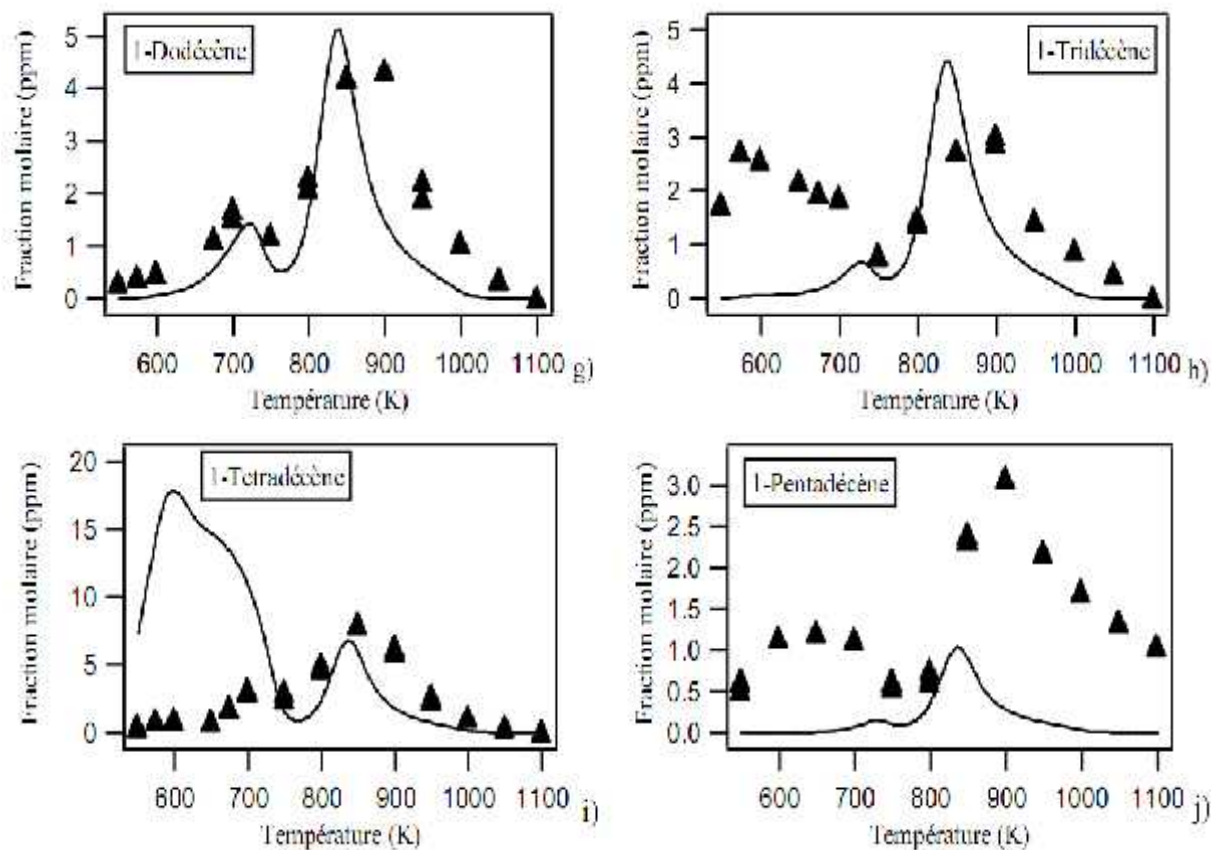 1-Dodécène
Fraction molaire (ppm)
5
4
3
2
1
0
600 700 800 900 1000 1100
Température (K)
g)
1-Tridécène
Fraction molaire (ppm)
5
4
3
2
1
0
600 700 800 900 1000 1100
Température (K)
h)
1-Tetradécène
Fraction molaire (ppm)
20
15
10
5
0
600 700 800 900 1000 1100
Température (K)
i)
1-Pentadécène
Fraction molaire (ppm)
3.0
2.5
2.0
1.5
1.0
0.5
0.0
600 700 800 900 1000 1100
Température (K)
j)